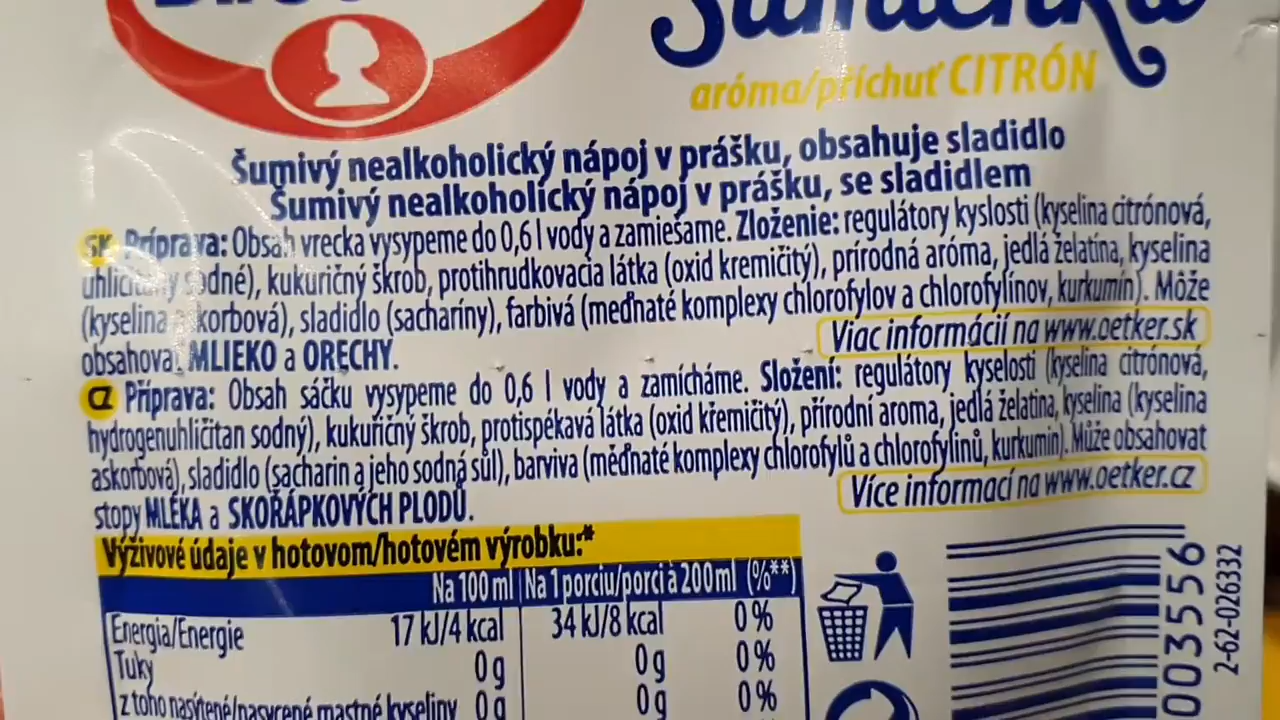 Šumienka
aróma/příchuť CITRÓN
Šumivý nealkoholický nápoj v prášku, obsahuje sladidlo
Šumivý nealkoholický nápoj v prášku, se sladidlem
SK Príprava: Obsah vrecka vysypeme do 0,6 l vody a zamiešame. Zloženie: regulátory kyslosti (kyselina citrónová,
uhličitany sodné), kukuričný škrob, protihrudkovacia látka (oxid kremičitý), prírodná aróma, jedlá želatína, kyselina
(kyselina askorbová), sladidlo (sacharíny), farbivá (meďnaté komplexy chlorofylov a chlorofylínov, kurkumín). Môže
obsahovať MLIEKO a ORECHY.
Viac informácií na www.oetker.sk
CZ Příprava: Obsah sáčku vysypeme do 0,6 l vody a zamícháme. Složení: regulátory kyselosti (kyselina citrónová,
hydrogenuhličitan sodný), kukuřičný škrob, protispékavá látka (oxid křemičitý), přírodní aroma, jedlá želatina, kyselina (kyselina
askorbová), sladidlo (sacharin a jeho sodná sůl), barviva (měďnaté komplexy chlorofylů a chlorofylinů, kurkumin). Může obsahovat
stopy MLÉKA a SKOŘÁPKOVÝCH PLODŮ.
Více informací na www.oetker.cz
Výživové údaje v hotovom/hotovém výrobku:*
Na 100 ml Na 1 porciu/porci à 200 ml (%**)
Energia/Energie 17 kJ/4 kcal 34 kJ/8 kcal 0 %
Tuky 0 g 0 g 0 %
z toho nasýtené/nasycené mastné kyseliny 0 g 0 g 0 %
003556
2-62-026332